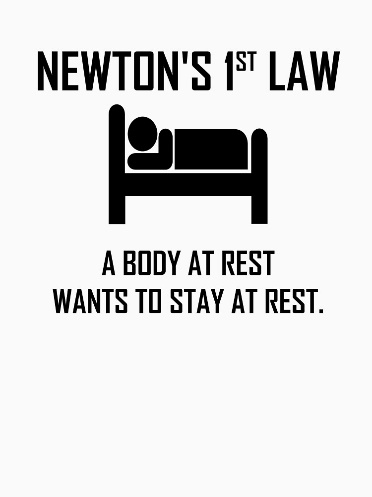 NEWTON'S 1ST LAW
A BODY AT REST
WANTS TO STAY AT REST.